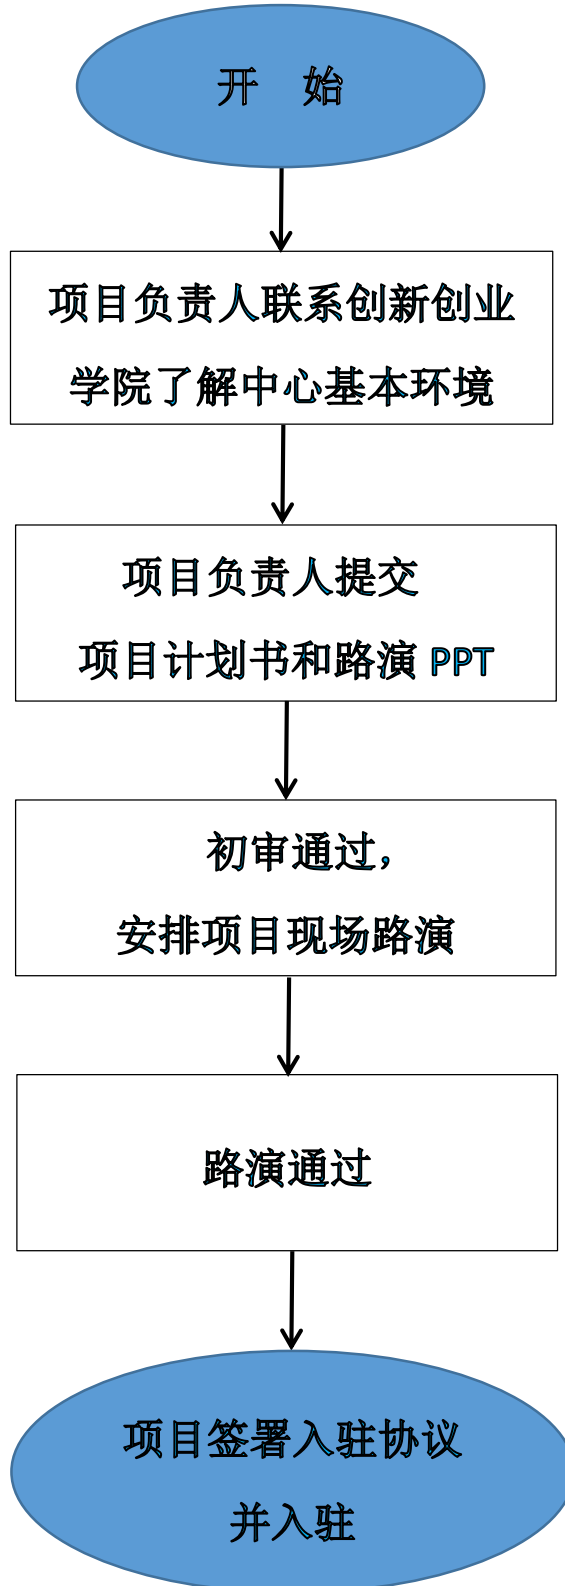 开 始
项目负责人联系创新创业
学院了解中心基本环境
项目负责人提交
项目计划书和路演 PPT
初审通过，
安排项目现场路演
路演通过
项目签署入驻协议
并入驻